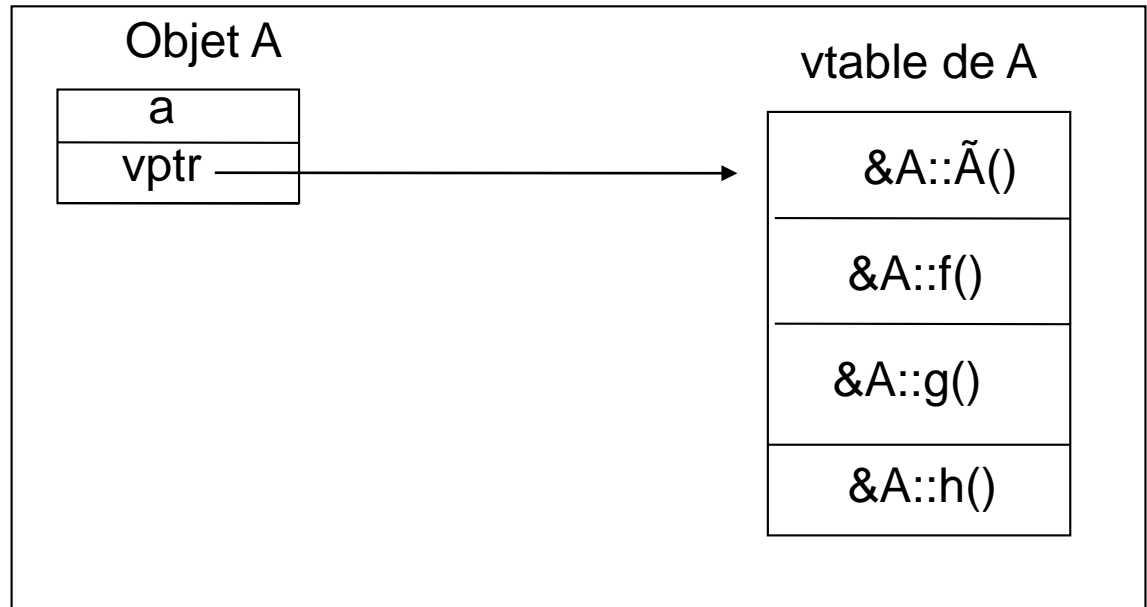 Objet A
a
vptr
vtable de A
&A::Ã()
&A::f()
&A::g()
&A::h()